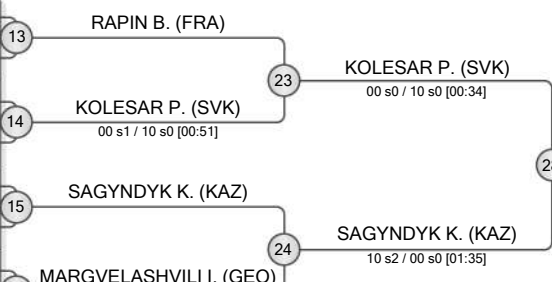 RAPIN B. (FRA)
13
KOLESAR P. (SVK)
23
00 s0 / 10 s0 [00:34]
KOLESAR P. (SVK)
14
00 s1 / 10 s0 [00:51]
SAGYNDYK K. (KAZ)
15
SAGYNDYK K. (KAZ)
24
10 s2 / 00 s0 [01:35]
MARGVELASHVILI I. (GEO)